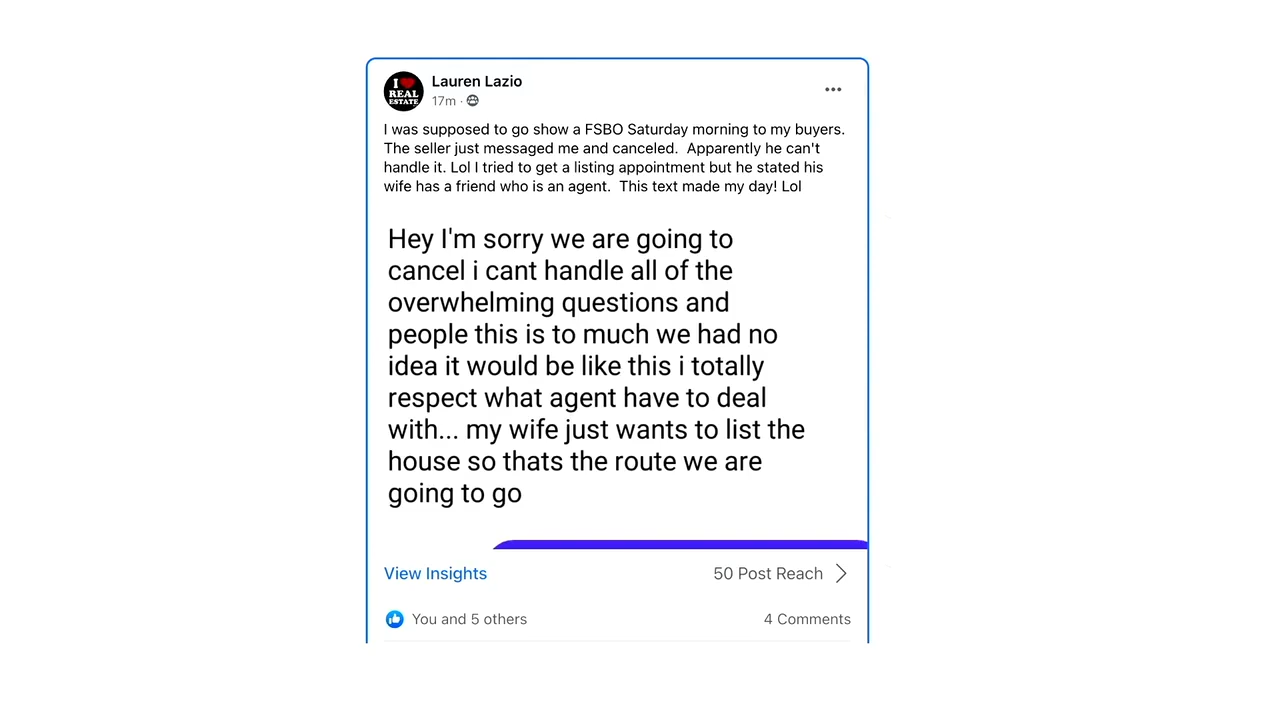 I
REAL
ESTATE
Lauren Lazio
17m ·
I was supposed to go show a FSBO Saturday morning to my buyers.
The seller just messaged me and canceled.  Apparently he can't
handle it. Lol I tried to get a listing appointment but he stated his
wife has a friend who is an agent.  This text made my day! Lol
Hey I'm sorry we are going to
cancel i cant handle all of the
overwhelming questions and
people this is to much we had no
idea it would be like this i totally
respect what agent have to deal
with... my wife just wants to list the
house so thats the route we are
going to go
View Insights
50 Post Reach
You and 5 others
4 Comments